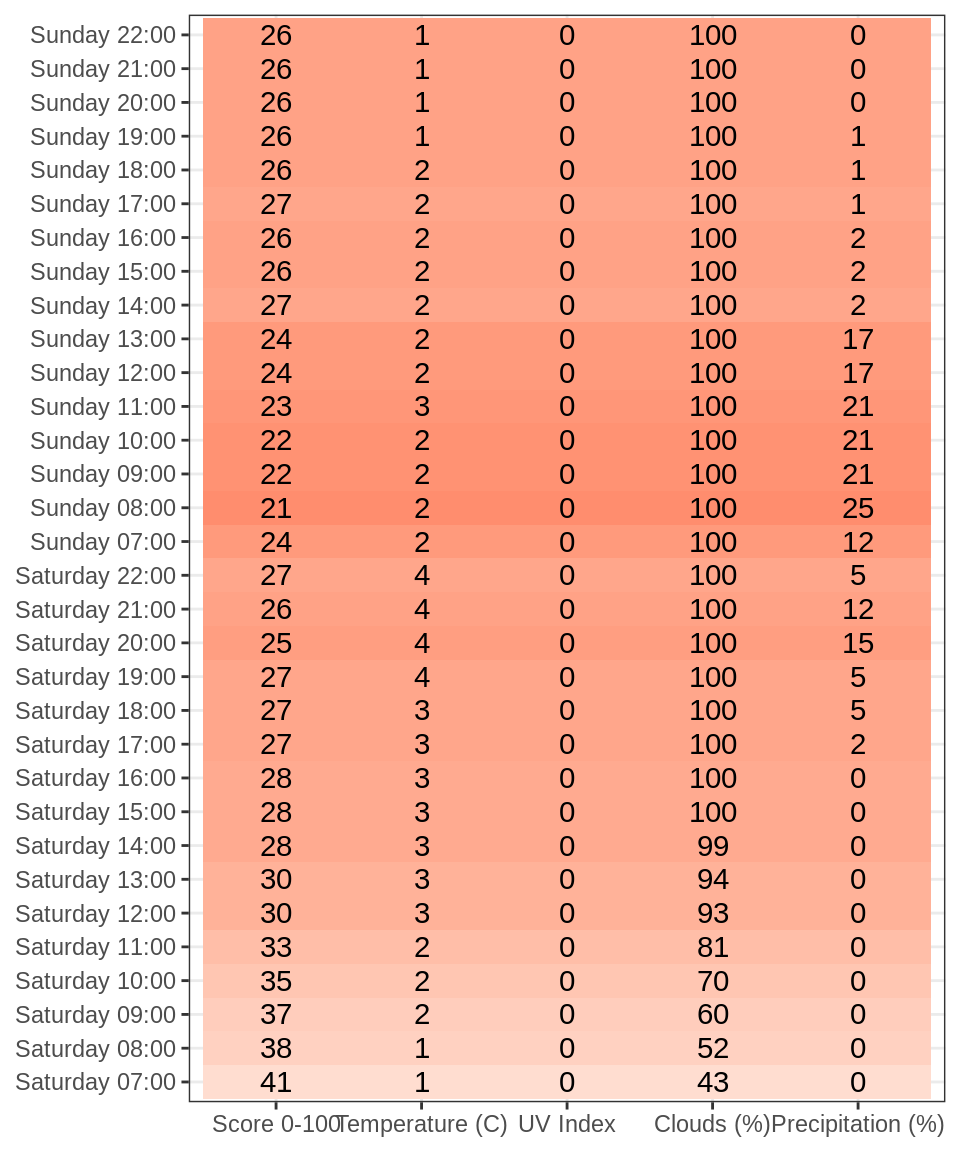 Sunday 22:00 26 1 0 100 0
Sunday 21:00 26 1 0 100 0
Sunday 20:00 26 1 0 100 0
Sunday 19:00 26 1 0 100 1
Sunday 18:00 26 2 0 100 1
Sunday 17:00 27 2 0 100 1
Sunday 16:00 26 2 0 100 2
Sunday 15:00 26 2 0 100 2
Sunday 14:00 27 2 0 100 2
Sunday 13:00 24 2 0 100 17
Sunday 12:00 24 2 0 100 17
Sunday 11:00 23 3 0 100 21
Sunday 10:00 22 2 0 100 21
Sunday 09:00 22 2 0 100 21
Sunday 08:00 21 2 0 100 25
Sunday 07:00 24 2 0 100 12
Saturday 22:00 27 4 0 100 5
Saturday 21:00 26 4 0 100 12
Saturday 20:00 25 4 0 100 15
Saturday 19:00 27 4 0 100 5
Saturday 18:00 27 3 0 100 5
Saturday 17:00 27 3 0 100 2
Saturday 16:00 28 3 0 100 0
Saturday 15:00 28 3 0 100 0
Saturday 14:00 28 3 0 99 0
Saturday 13:00 30 3 0 94 0
Saturday 12:00 30 3 0 93 0
Saturday 11:00 33 2 0 81 0
Saturday 10:00 35 2 0 70 0
Saturday 09:00 37 2 0 60 0
Saturday 08:00 38 1 0 52 0
Saturday 07:00 41 1 0 43 0
Score 0-100 Temperature (C) UV Index Clouds (%) Precipitation (%)